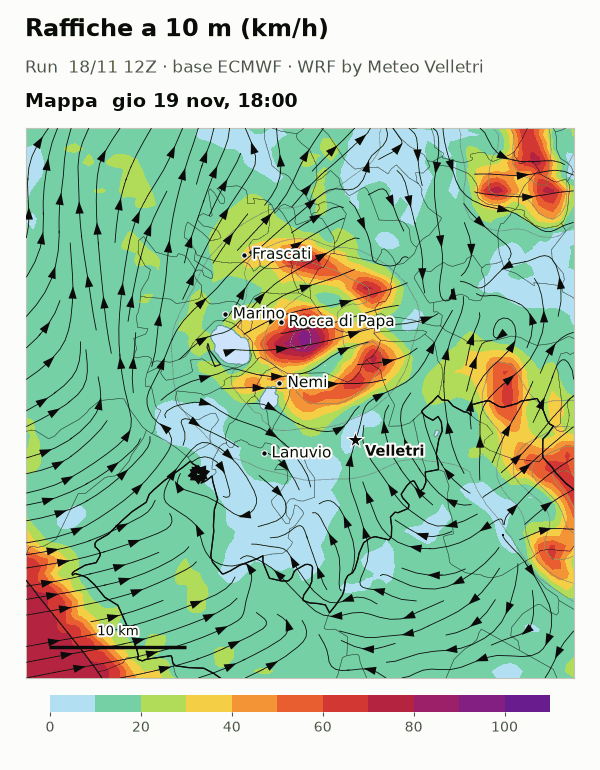 Raffiche a 10 m (km/h)
Run  18/11 12Z · base ECMWF · WRF by Meteo Velletri
Mappa  gio 19 nov, 18:00
Frascati
Marino
Rocca di Papa
Nemi
Velletri
Lanuvio
10 km
0 20 40 60 80 100